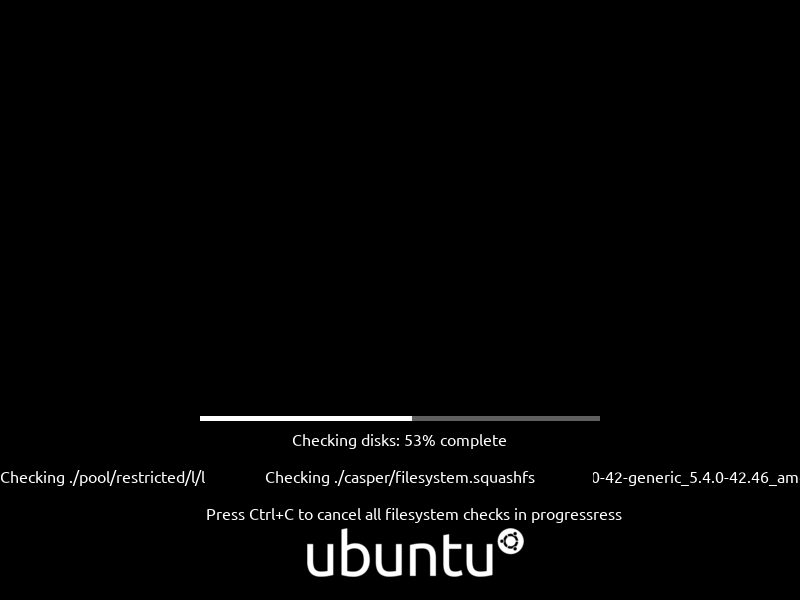 Checking disks: 53% complete
Checking ./pool/restricted/l/l Checking ./casper/filesystem.squashfs 0-42-generic_5.4.0-42.46_am
Press Ctrl+C to cancel all filesystem checks in progressress
ubuntu